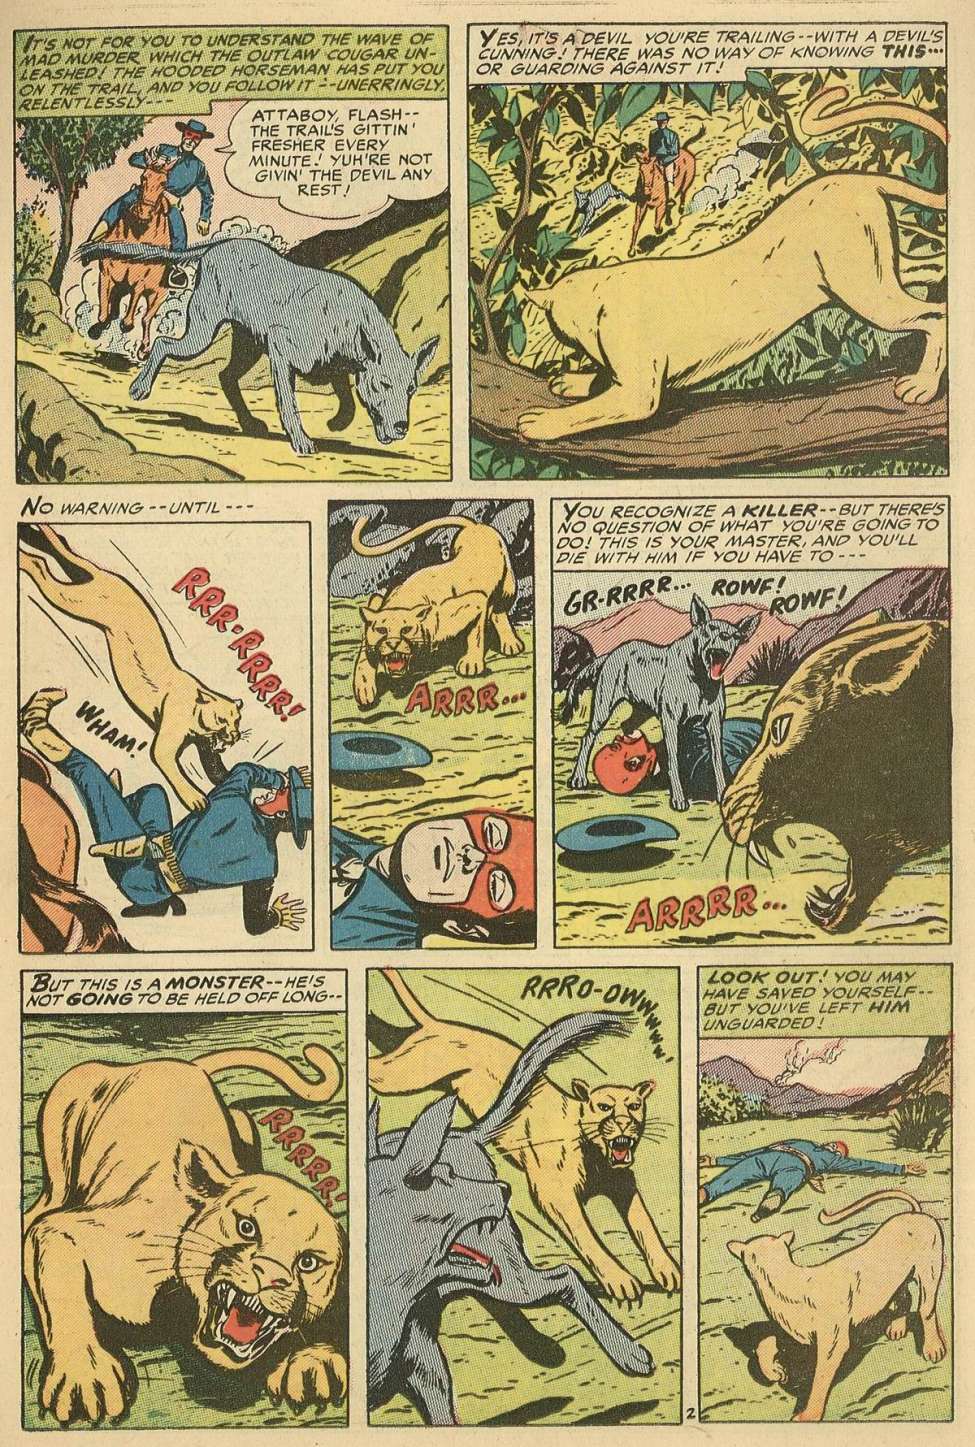 IT'S NOT FOR YOU TO UNDERSTAND THE WAVE OF
MAD MURDER WHICH THE OUTLAW COUGAR UN-
LEASHED! THE HOODED HORSEMAN HAS PUT YOU
ON THE TRAIL, AND YOU FOLLOW IT--UNERRINGLY,
RELENTLESSLY---
ATTABOY, FLASH--
THE TRAIL'S GITTIN'
FRESHER EVERY
MINUTE! YUH'RE NOT
GIVIN' THE DEVIL ANY
REST!
YES, IT'S A DEVIL YOU'RE TRAILING--WITH A DEVIL'S
CUNNING! THERE WAS NO WAY OF KNOWING THIS---
OR GUARDING AGAINST IT!
NO WARNING--UNTIL---
RRR-R-RRRR!
WHAM!
ARRR...
YOU RECOGNIZE A KILLER--BUT THERE'S
NO QUESTION OF WHAT YOU'RE GOING TO
DO! THIS IS YOUR MASTER, AND YOU'LL
DIE WITH HIM IF YOU HAVE TO---
GR-RRRR... ROWF!
ROWF!
ARRRR...
BUT THIS IS A MONSTER--HE'S
NOT GOING TO BE HELD OFF LONG--
RRRRR!
RRRO-OWWWWW!
LOOK OUT! YOU MAY
HAVE SAVED YOURSELF--
BUT YOU'VE LEFT HIM
UNGUARDED!
2